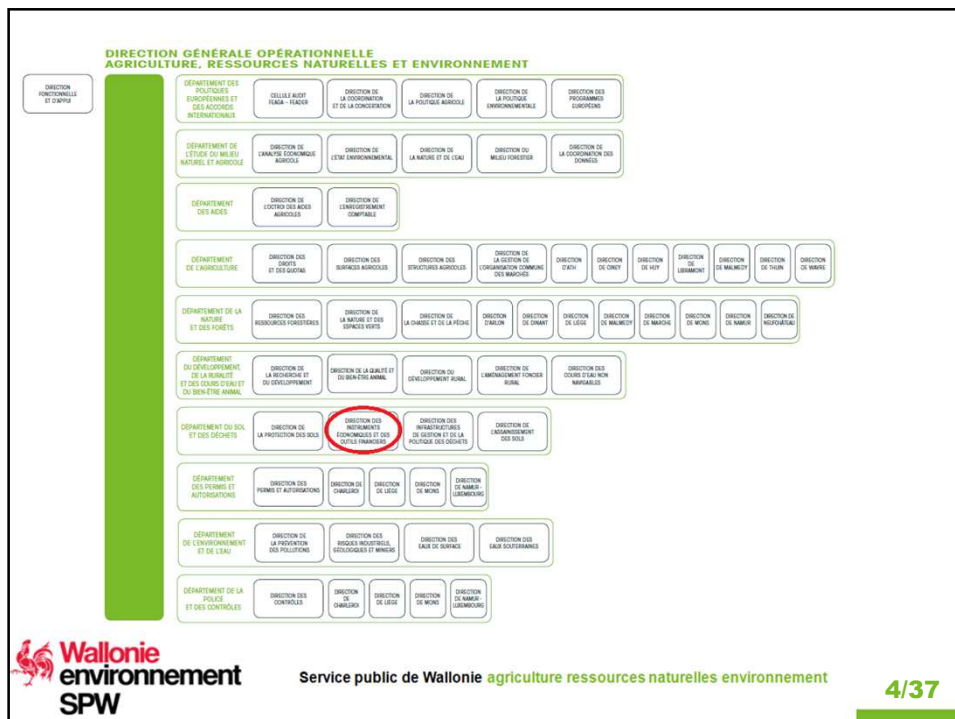 DIRECTION GÉNÉRALE OPÉRATIONNELLE
AGRICULTURE, RESSOURCES NATURELLES ET ENVIRONNEMENT
DIRECTION
FONCTIONNELLE
ET D'APPUI
DÉPARTEMENT DES
POLITIQUES
EUROPÉENNES ET
DES ACCORDS
INTERNATIONAUX
CELLULE AUDIT
FEAGA - FEADER
DIRECTION DE
LA COORDINATION
ET DE LA CONCERTATION
DIRECTION DE
LA POLITIQUE AGRICOLE
DIRECTION DE
LA POLITIQUE
ENVIRONNEMENTALE
DIRECTION DES
PROGRAMMES
EUROPÉENS
DÉPARTEMENT DE
L'ÉTUDE DU MILIEU
NATUREL ET AGRICOLE
DIRECTION DE
L'ANALYSE ÉCONOMIQUE
AGRICOLE
DIRECTION DE
L'ÉTAT ENVIRONNEMENTAL
DIRECTION DE
LA NATURE ET DE L'EAU
DIRECTION DU
MILIEU FORESTIER
DIRECTION DE
LA COORDINATION DES
DONNÉES
DÉPARTEMENT
DES AIDES
DIRECTION DE
L'OCTROI DES AIDES
AGRICOLES
DIRECTION DE
L'ENREGISTREMENT
COMPTABLE
DÉPARTEMENT
DE L'AGRICULTURE
DIRECTION DES
DROITS
ET DES QUOTAS
DIRECTION DES
SURFACES AGRICOLES
DIRECTION DES
STRUCTURES AGRICOLES
DIRECTION DE
LA GESTION DE
L'ORGANISATION COMMUNE
DES MARCHÉS
DIRECTION
D'ATH
DIRECTION
DE CINEY
DIRECTION
DE HUY
DIRECTION
DE
LIBRAMONT
DIRECTION
DE MALMEDY
DIRECTION
DE THUIN
DIRECTION
DE WAVRE
DÉPARTEMENT DE LA
NATURE
ET DES FORÊTS
DIRECTION DES
RESSOURCES FORESTIÈRES
DIRECTION DE
LA NATURE ET DES
ESPACES VERTS
DIRECTION DE
LA CHASSE ET DE LA PÊCHE
DIRECTION
D'ARLON
DIRECTION
DE DINANT
DIRECTION
DE LIÈGE
DIRECTION
DE MALMEDY
DIRECTION
DE MARCHE
DIRECTION
DE MONS
DIRECTION
DE NAMUR
DIRECTION DE
NEUFCHÂTEAU
DÉPARTEMENT
DU DÉVELOPPEMENT,
DE LA RURALITÉ
ET DES COURS D'EAU ET
DU BIEN-ÊTRE ANIMAL
DIRECTION DE
LA RECHERCHE ET
DU DÉVELOPPEMENT
DIRECTION DE LA QUALITÉ ET
DU BIEN-ÊTRE ANIMAL
DIRECTION DU
DÉVELOPPEMENT RURAL
DIRECTION DE
L'AMÉNAGEMENT FONCIER
RURAL
DIRECTION DES
COURS D'EAU NON
NAVIGABLES
DÉPARTEMENT DU SOL
ET DES DÉCHETS
DIRECTION DE
LA PROTECTION DES SOLS
DIRECTION DES
INSTRUMENTS
ÉCONOMIQUES ET DES
OUTILS FINANCIERS
DIRECTION DES
INFRASTRUCTURES
DE GESTION ET DE LA
POLITIQUE DES DÉCHETS
DIRECTION DE
L'ASSAINISSEMENT
DES SOLS
DÉPARTEMENT
DES PERMIS ET
AUTORISATIONS
DIRECTION DES
PERMIS ET AUTORISATIONS
DIRECTION DE
CHARLEROI
DIRECTION
DE LIÈGE
DIRECTION
DE MONS
DIRECTION
DE NAMUR -
LUXEMBOURG
DÉPARTEMENT
DE L'ENVIRONNEMENT
ET DE L'EAU
DIRECTION DE
LA PRÉVENTION
DES POLLUTIONS
DIRECTION DES
RISQUES INDUSTRIELS,
GÉOLOGIQUES ET MINIERS
DIRECTION DES
EAUX DE SURFACE
DIRECTION DES
EAUX SOUTERRAINES
DÉPARTEMENT DE LA
POLICE
ET DES CONTRÔLES
DIRECTION DES
CONTRÔLES
DIRECTION
DE
CHARLEROI
DIRECTION
DE LIÈGE
DIRECTION
DE MONS
DIRECTION
DE NAMUR -
LUXEMBOURG
Wallonie
environnement
SPW
Service public de Wallonie agriculture ressources naturelles environnement
4/37